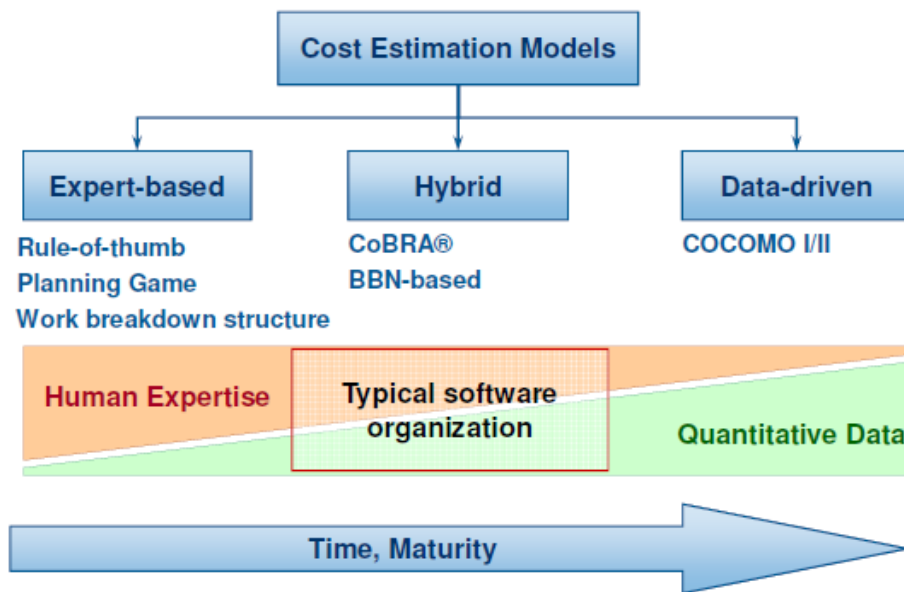 Cost Estimation Models
Expert-based
Hybrid
Data-driven
Rule-of-thumb
Planning Game
Work breakdown structure
CoBRA®
BBN-based
COCOMO I/II
Human Expertise
Typical software
organization
Quantitative Data
Time, Maturity